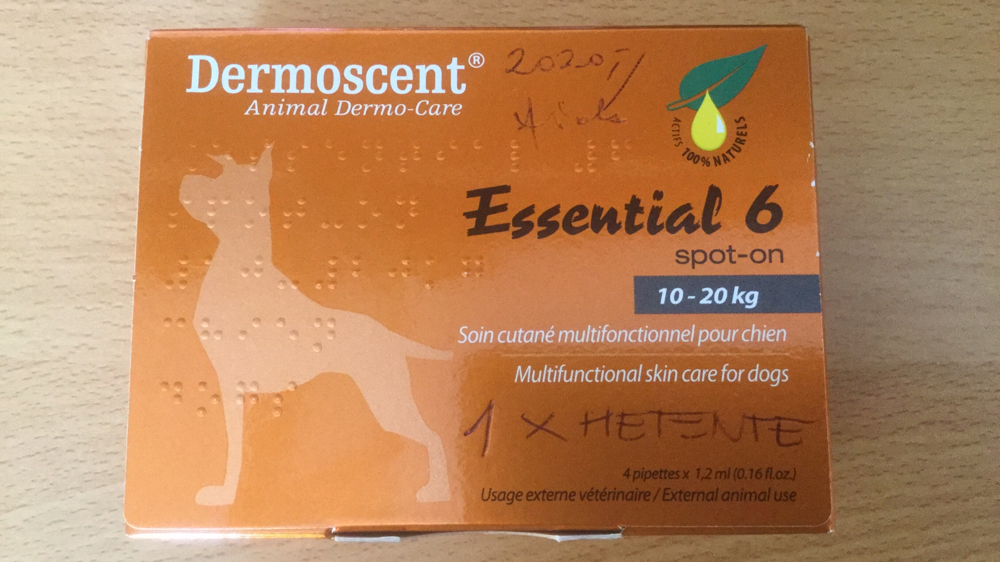 Dermoscent®
Animal Dermo-Care
2020
ACTIFS 100% NATURELS
Essential 6
spot-on
10 - 20 kg
Soin cutané multifonctionnel pour chien
Multifunctional skin care for dogs
1 X HETENTE
4 pipettes x 1,2 ml (0.16 fl.oz.)
Usage externe vétérinaire / External animal use